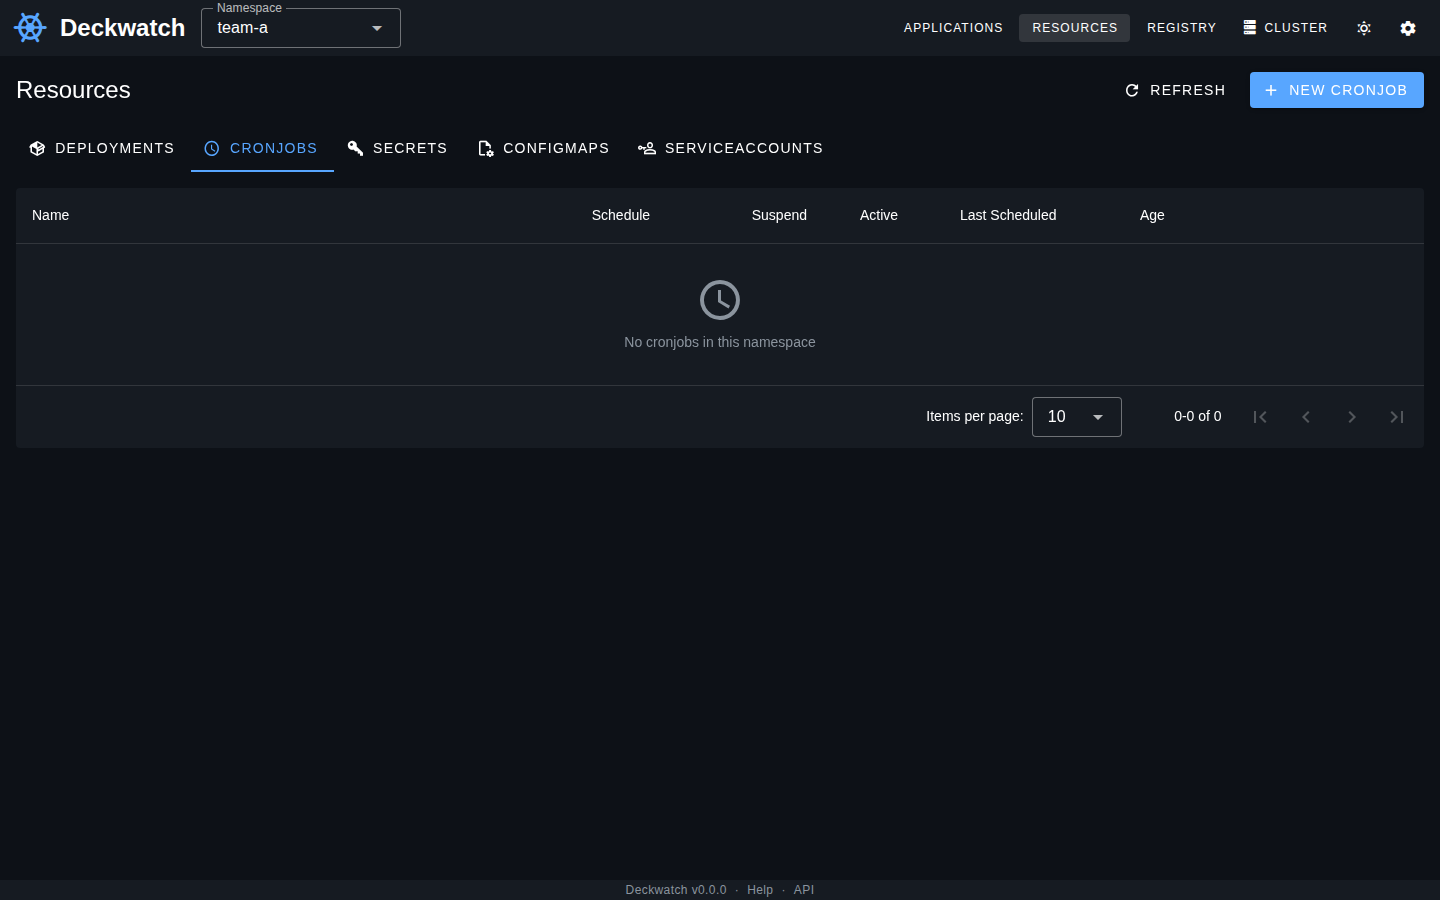 Deckwatch
Namespace
team-a
APPLICATIONS
RESOURCES
REGISTRY
CLUSTER
Resources
REFRESH
NEW CRONJOB
DEPLOYMENTS
CRONJOBS
SECRETS
CONFIGMAPS
SERVICEACCOUNTS
Name Schedule Suspend Active Last Scheduled Age
No cronjobs in this namespace
Items per page: 10 0-0 of 0
Deckwatch v0.0.0 · Help · API